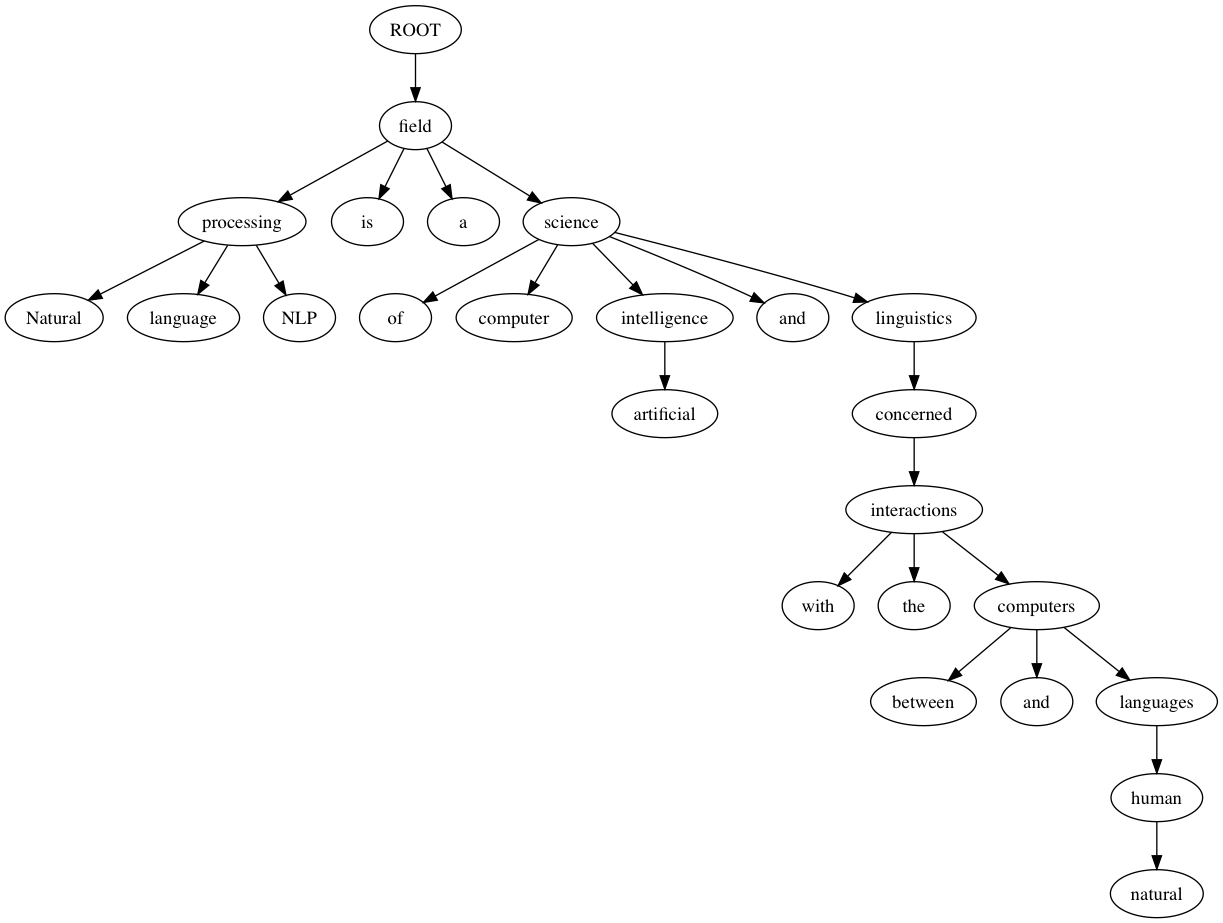 ROOT
field
processing is a science
Natural language NLP of computer intelligence and linguistics
artificial concerned
interactions
with the computers
between and languages
human
natural